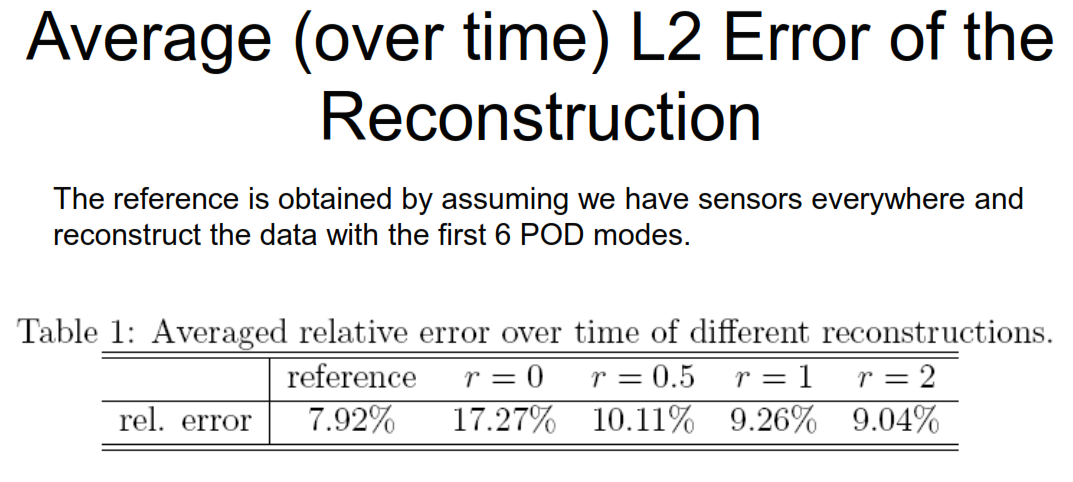 Average (over time) L2 Error of the
Reconstruction
The reference is obtained by assuming we have sensors everywhere and
reconstruct the data with the first 6 POD modes.
Table 1: Averaged relative error over time of different reconstructions.
reference r = 0 r = 0.5 r = 1 r = 2
rel. error 7.92% 17.27% 10.11% 9.26% 9.04%